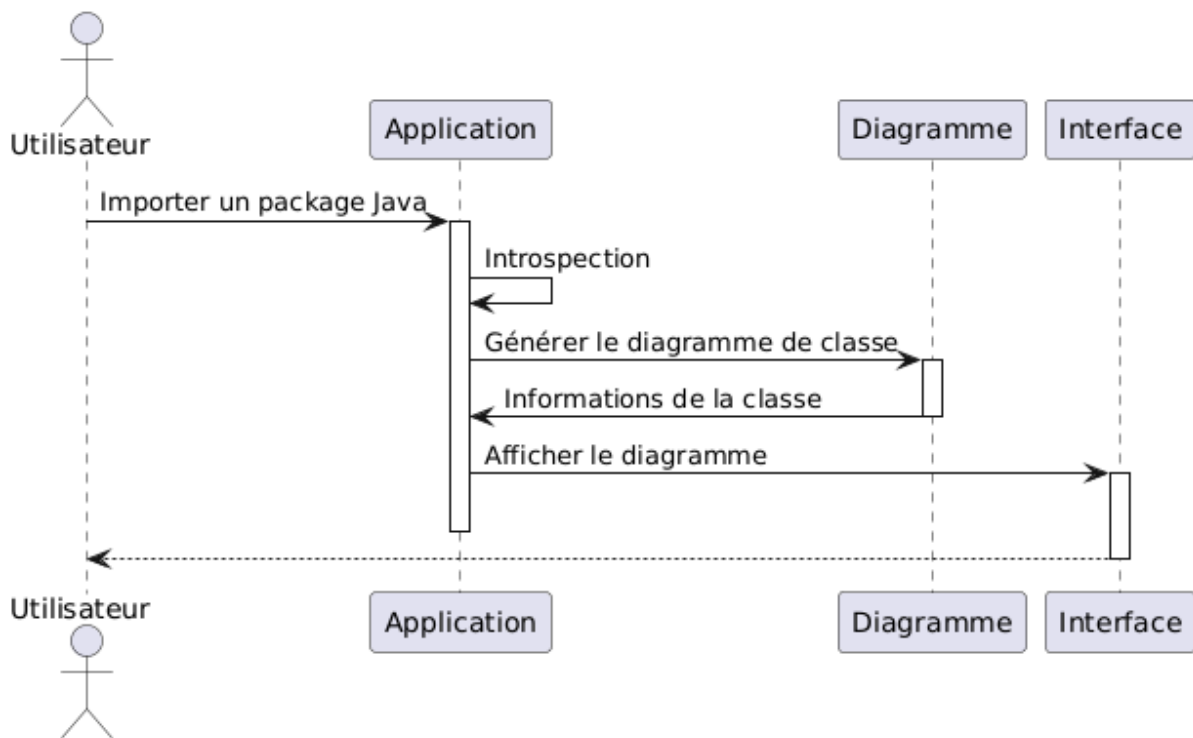 Utilisateur
Application
Diagramme
Interface
Importer un package Java
Introspection
Générer le diagramme de classe
Informations de la classe
Afficher le diagramme
Utilisateur
Application
Diagramme
Interface